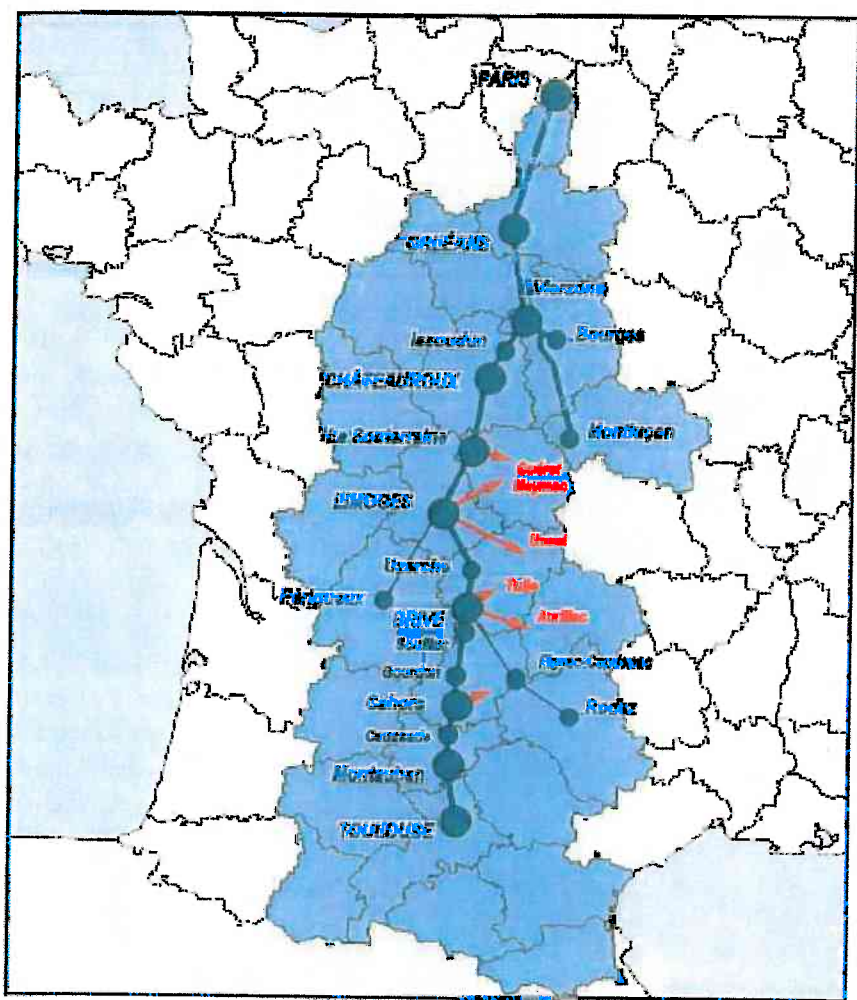 PARIS
ORLÉANS
Vierzon
Issoudun
Bourges
CHÂTEAUROUX
La Souterraine
Montluçon
Guéret
LIMOGES
Ussel
Uzerche
Tulle
Périgueux
BRIVE
Aurillac
Souillac
Gourdon
Figeac-Capdenac
Cahors
Rodez
Caussade
Montauban
TOULOUSE